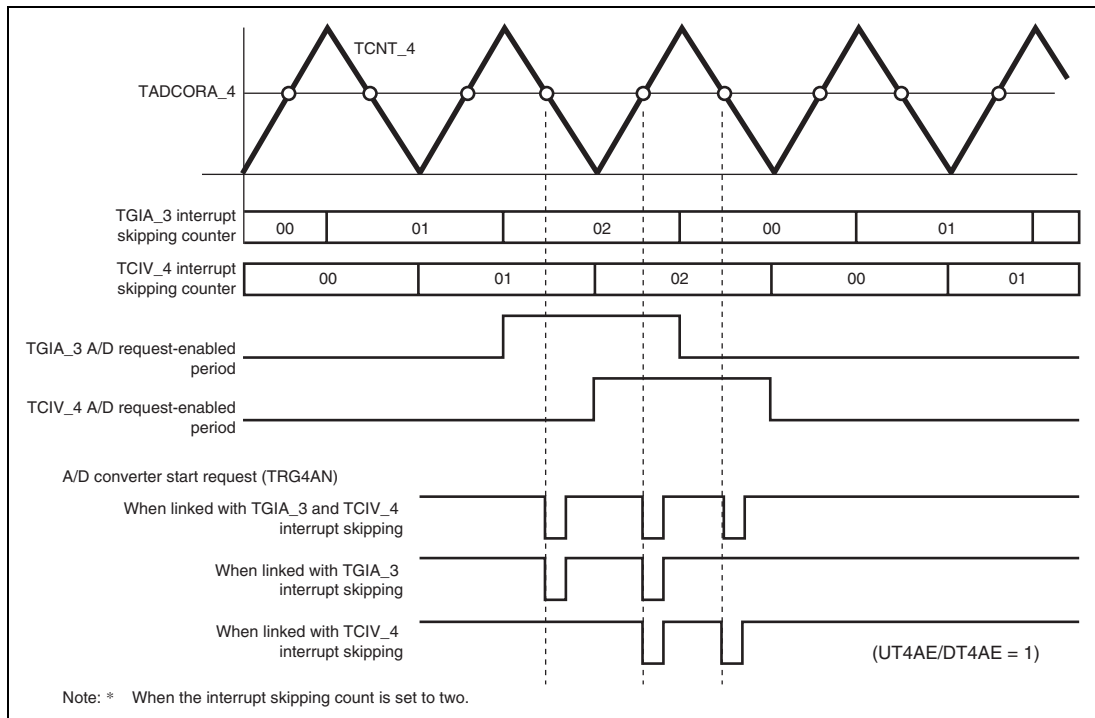 TCNT_4
TADCORA_4
TGIA_3 interrupt
skipping counter
00 01 02 00 01
TCIV_4 interrupt
skipping counter
00 01 02 00 01
TGIA_3 A/D request-enabled
period
TCIV_4 A/D request-enabled
period
A/D converter start request (TRG4AN)
When linked with TGIA_3 and TCIV_4
interrupt skipping
When linked with TGIA_3
interrupt skipping
When linked with TCIV_4
interrupt skipping
(UT4AE/DT4AE = 1)
Note: * When the interrupt skipping count is set to two.